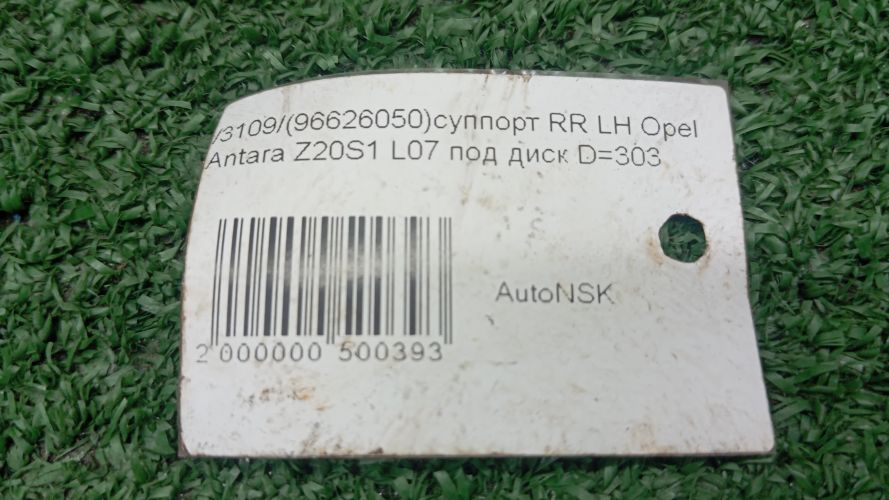 /3109/(96626050)суппорт RR LH Opel
Antara Z20S1 L07 под диск D=303
AutoNSK
2 000000 500393